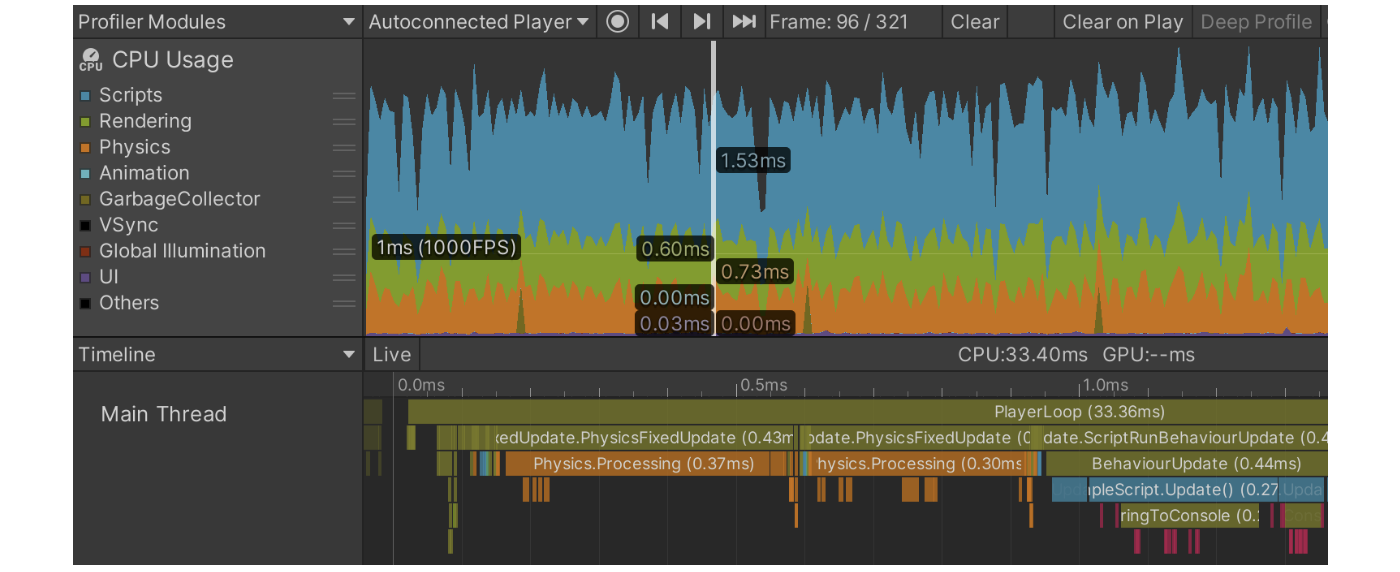 Profiler Modules Autoconnected Player Frame: 96 / 321 Clear Clear on Play Deep Profile
CPU CPU Usage
Scripts
Rendering
Physics
Animation
GarbageCollector
VSync
Global Illumination
UI
Others
1.53ms
1ms (1000FPS) 0.60ms
0.73ms
0.00ms
0.03ms 0.00ms
Timeline Live CPU:33.40ms GPU:--ms
0.0ms 0.5ms 1.0ms
Main Thread PlayerLoop (33.36ms)
xedUpdate.PhysicsFixedUpdate (0.43m pdate.PhysicsFixedUpdate (0 date.ScriptRunBehaviourUpdate (0.4
Physics.Processing (0.37ms) hysics.Processing (0.30ms BehaviourUpdate (0.44ms)
pleScript.Update() (0.27 Upda
ringToConsole (0.